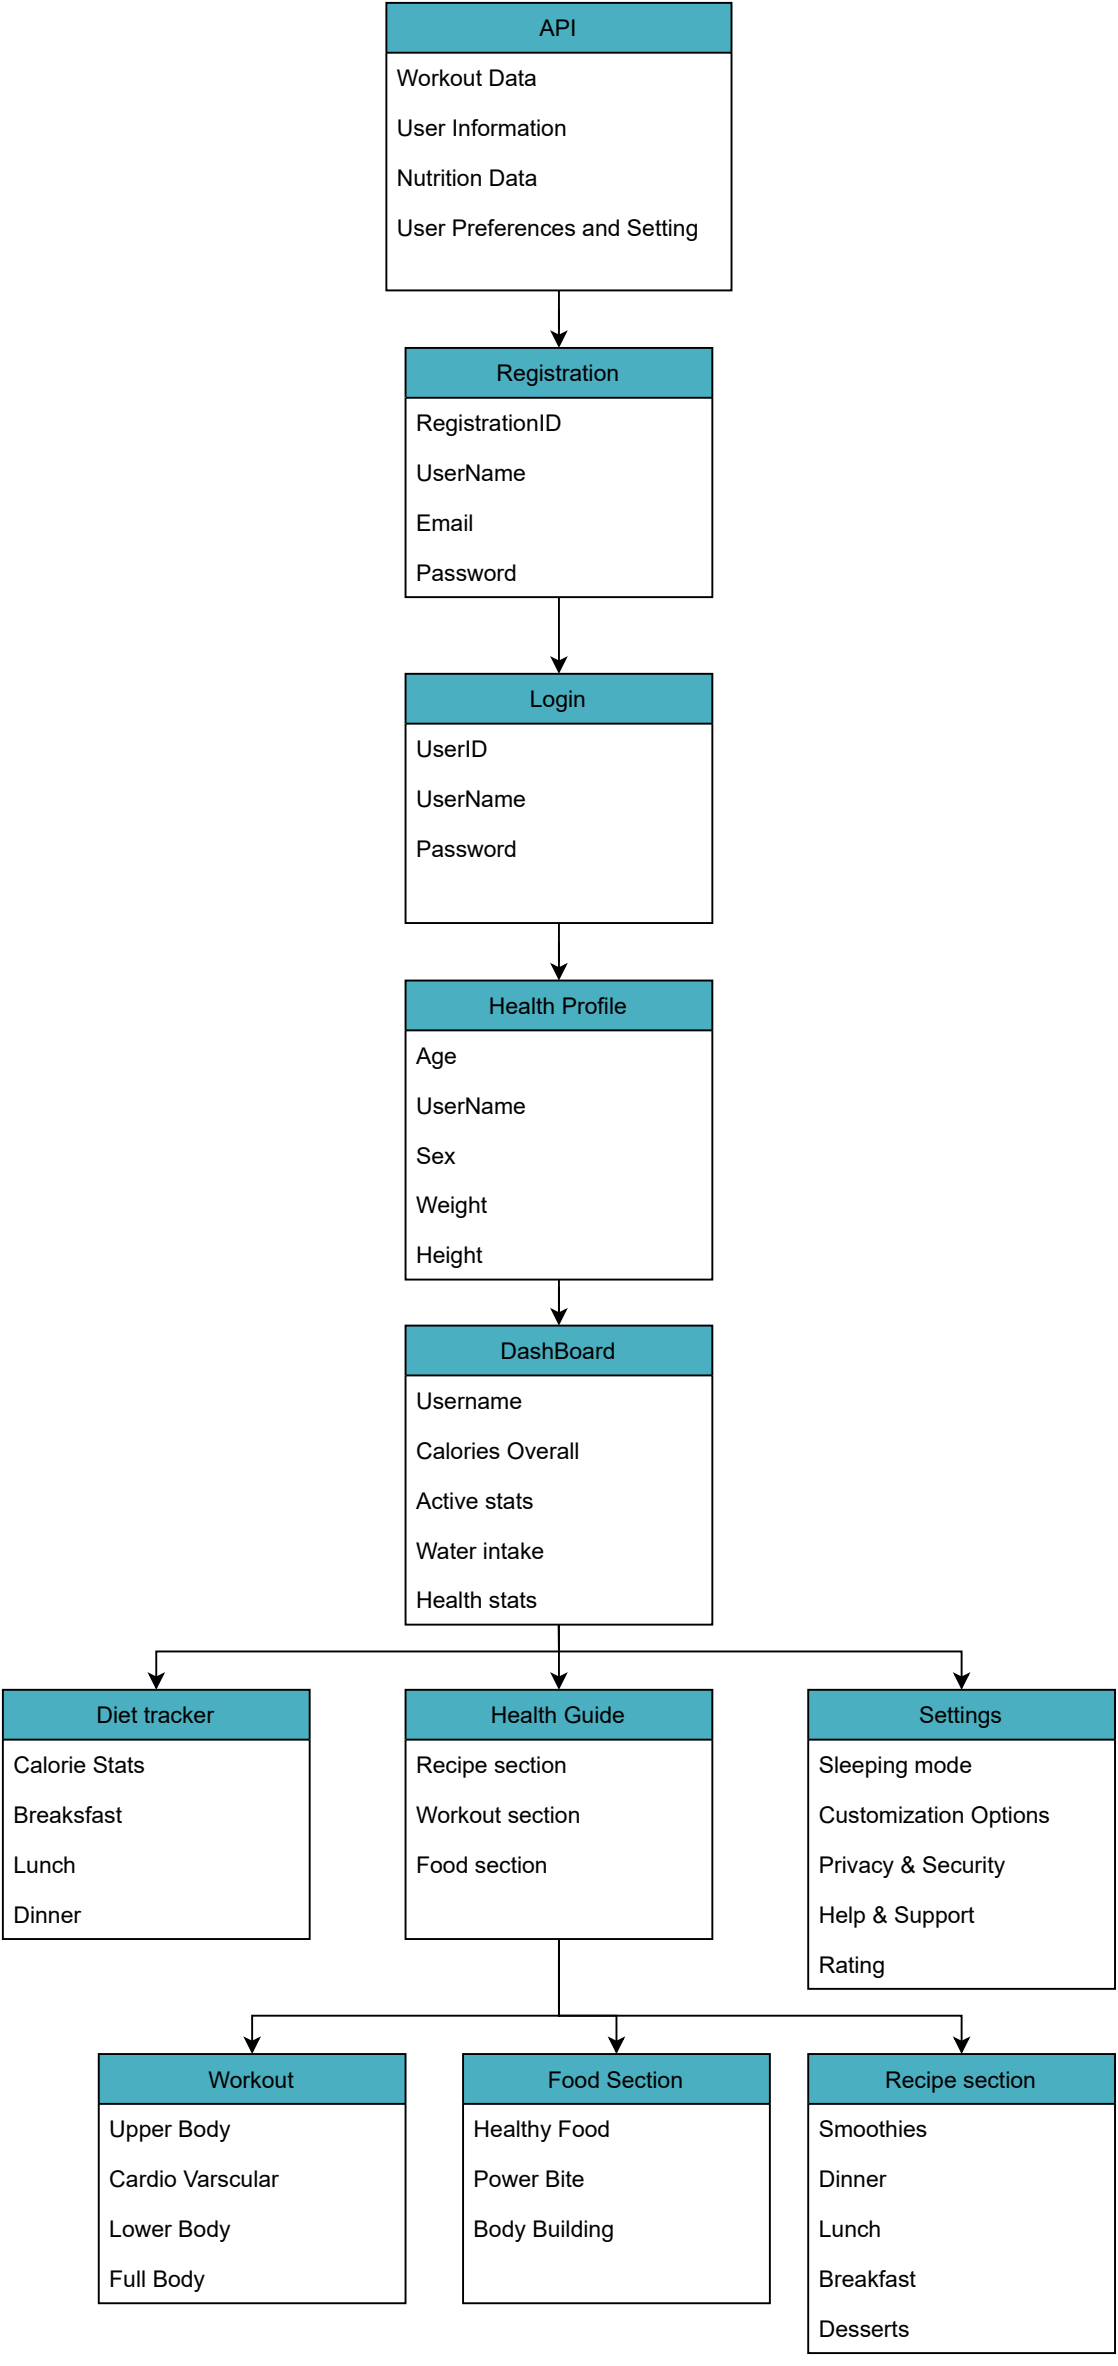 API
Workout Data
User Information
Nutrition Data
User Preferences and Setting
Registration
RegistrationID
UserName
Email
Password
Login
UserID
UserName
Password
Health Profile
Age
UserName
Sex
Weight
Height
DashBoard
Username
Calories Overall
Active stats
Water intake
Health stats
Diet tracker
Calorie Stats
Breaksfast
Lunch
Dinner
Health Guide
Recipe section
Workout section
Food section
Settings
Sleeping mode
Customization Options
Privacy & Security
Help & Support
Rating
Workout
Upper Body
Cardio Varscular
Lower Body
Full Body
Food Section
Healthy Food
Power Bite
Body Building
Recipe section
Smoothies
Dinner
Lunch
Breakfast
Desserts